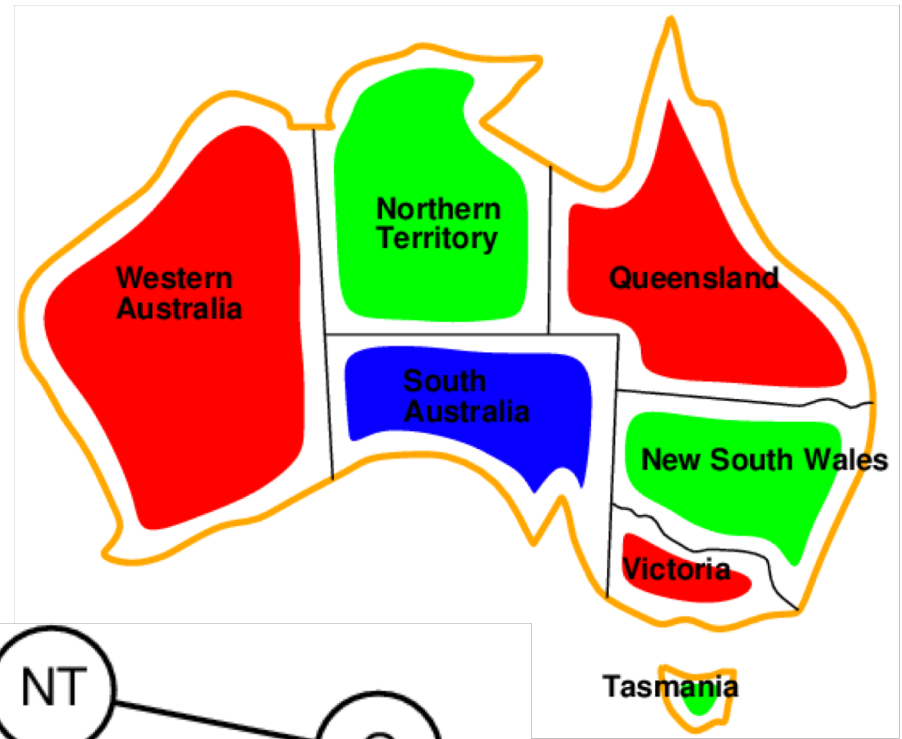 Northern
Territory
Western
Australia
Queensland
South
Australia
New South Wales
Victoria
Tasmania
NT